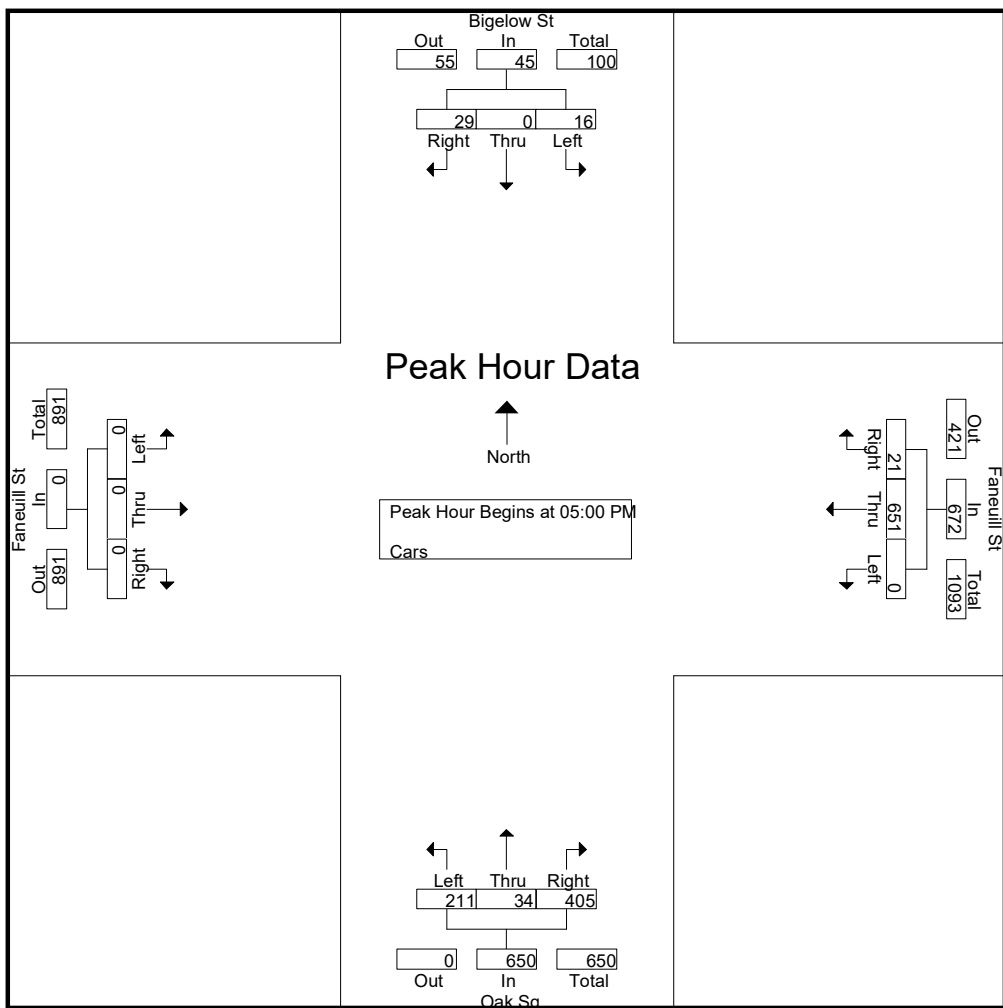 Bigelow St
Out In Total
55 45 100
29 0 16
Right Thru Left
Peak Hour Data
North
Peak Hour Begins at 05:00 PM
Cars
Faneuill St
Total In Out
891 0 891
0 0 0
Left Thru Right
Right Thru Left
21 651 0
Out In Total
421 672 1093
Faneuill St
Left Thru Right
211 34 405
0 650 650
Out In Total
Oak Sq